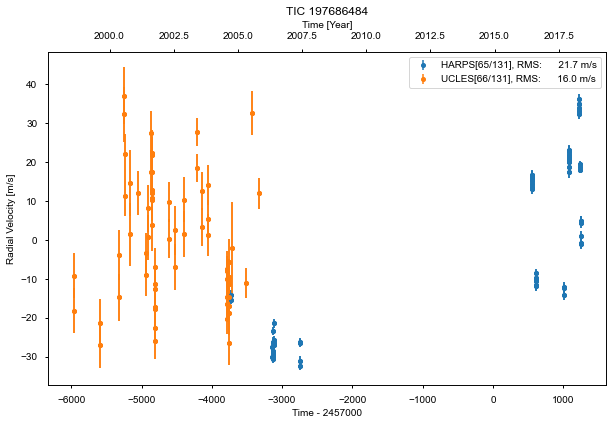 TIC 197686484
Time [Year]
2000.0 2002.5 2005.0 2007.5 2010.0 2012.5 2015.0 2017.5
HARPS[65/131], RMS: 21.7 m/s
UCLES[66/131], RMS: 16.0 m/s
Radial Velocity [m/s]
40
30
20
10
0
−10
−20
−30
−6000 −5000 −4000 −3000 −2000 −1000 0 1000
Time - 2457000